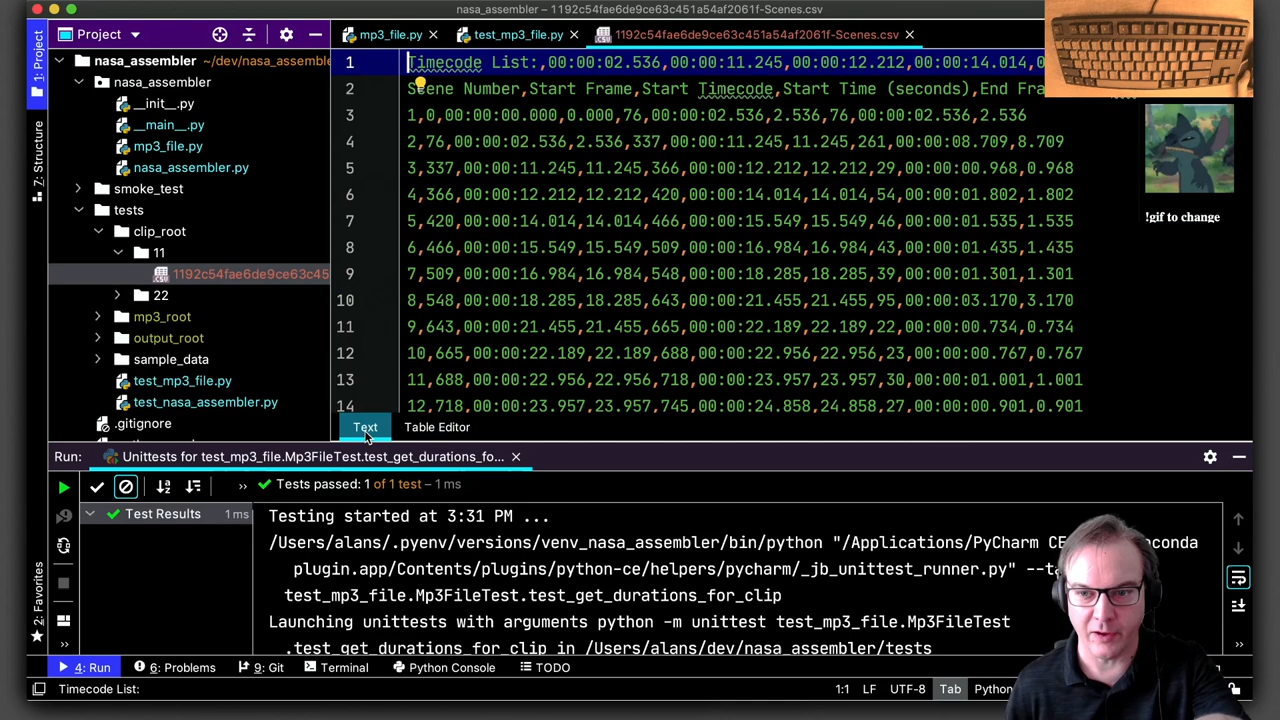 nasa_assembler – 1192c54fae6de9ce63c451a54af2061f-Scenes.csv
1: Project
7: Structure
2: Favorites
Project
mp3_file.py
test_mp3_file.py
1192c54fae6de9ce63c451a54af2061f-Scenes.csv
nasa_assembler ~/dev/nasa_assemble
nasa_assembler
__init__.py
__main__.py
mp3_file.py
nasa_assembler.py
smoke_test
tests
clip_root
11
1192c54fae6de9ce63c45
22
mp3_root
output_root
sample_data
test_mp3_file.py
test_nasa_assembler.py
.gitignore
1 Timecode List:,00:00:02.536,00:00:11.245,00:00:12.212,00:00:14.014,0
2 Scene Number,Start Frame,Start Timecode,Start Time (seconds),End Fra
3 1,0,00:00:00.000,0.000,76,00:00:02.536,2.536,76,00:00:02.536,2.536
4 2,76,00:00:02.536,2.536,337,00:00:11.245,11.245,261,00:00:08.709,8.709
5 3,337,00:00:11.245,11.245,366,00:00:12.212,12.212,29,00:00:00.968,0.968
6 4,366,00:00:12.212,12.212,420,00:00:14.014,14.014,54,00:00:01.802,1.802
7 5,420,00:00:14.014,14.014,466,00:00:15.549,15.549,46,00:00:01.535,1.535
8 6,466,00:00:15.549,15.549,509,00:00:16.984,16.984,43,00:00:01.435,1.435
9 7,509,00:00:16.984,16.984,548,00:00:18.285,18.285,39,00:00:01.301,1.301
10 8,548,00:00:18.285,18.285,643,00:00:21.455,21.455,95,00:00:03.170,3.170
11 9,643,00:00:21.455,21.455,665,00:00:22.189,22.189,22,00:00:00.734,0.734
12 10,665,00:00:22.189,22.189,688,00:00:22.956,22.956,23,00:00:00.767,0.767
13 11,688,00:00:22.956,22.956,718,00:00:23.957,23.957,30,00:00:01.001,1.001
14 12,718,00:00:23.957,23.957,745,00:00:24.858,24.858,27,00:00:00.901,0.901
Text Table Editor
!gif to change
Run: Unittests for test_mp3_file.Mp3FileTest.test_get_durations_fo...
Tests passed: 1 of 1 test – 1 ms
Test Results 1 ms
Testing started at 3:31 PM ...
/Users/alans/.pyenv/versions/venv_nasa_assembler/bin/python "/Applications/PyCharm CE onda
plugin.app/Contents/plugins/python-ce/helpers/pycharm/_jb_unittest_runner.py" --ta
test_mp3_file.Mp3FileTest.test_get_durations_for_clip
Launching unittests with arguments python -m unittest test_mp3_file.Mp3FileTest
.test_get_durations_for_clip in /Users/alans/dev/nasa_assembler/tests
4: Run 6: Problems 9: Git Terminal Python Console TODO
Timecode List: 1:1 LF UTF-8 Tab Python